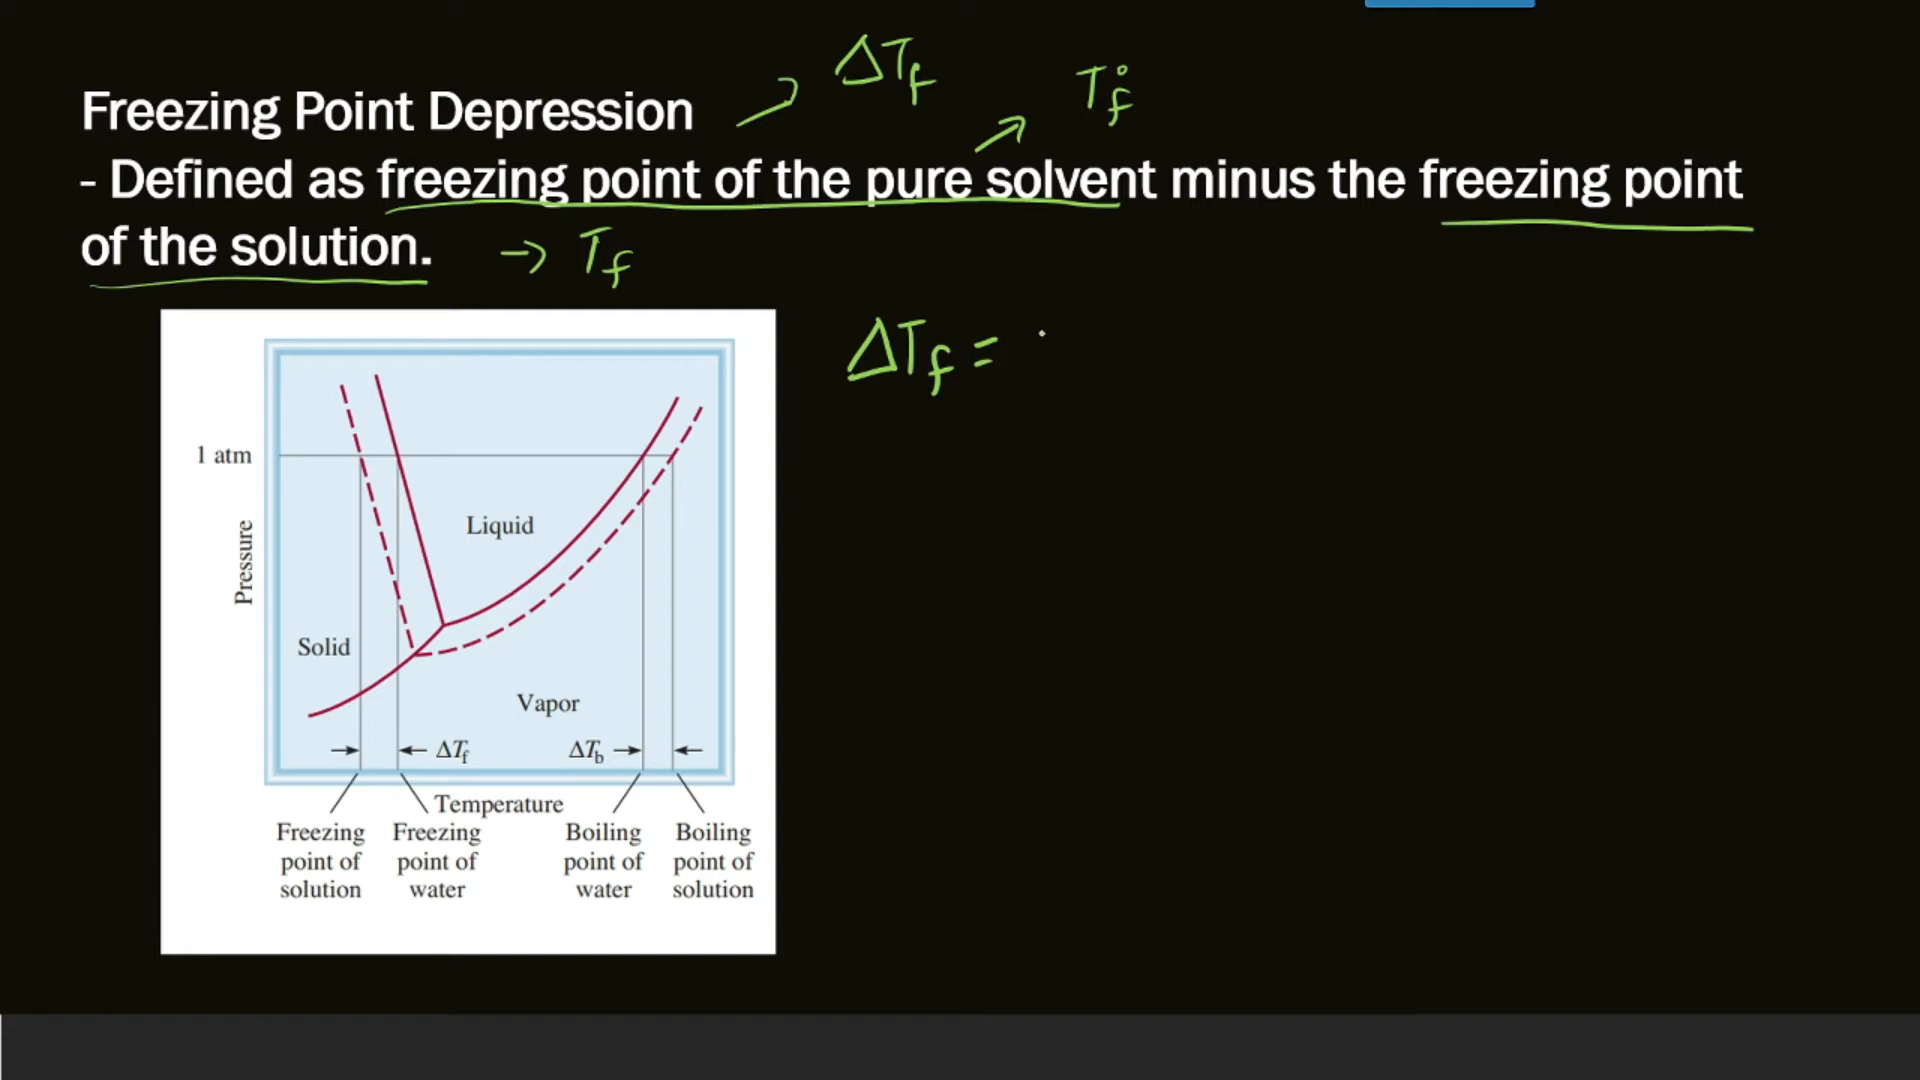 ΔTf
Tf°
Freezing Point Depression
- Defined as freezing point of the pure solvent minus the freezing point
of the solution. → Tf
ΔTf =
1 atm
Liquid
Pressure
Solid
Vapor
ΔTf ΔTb
Temperature
Freezing point of solution
Freezing point of water
Boiling point of water
Boiling point of solution